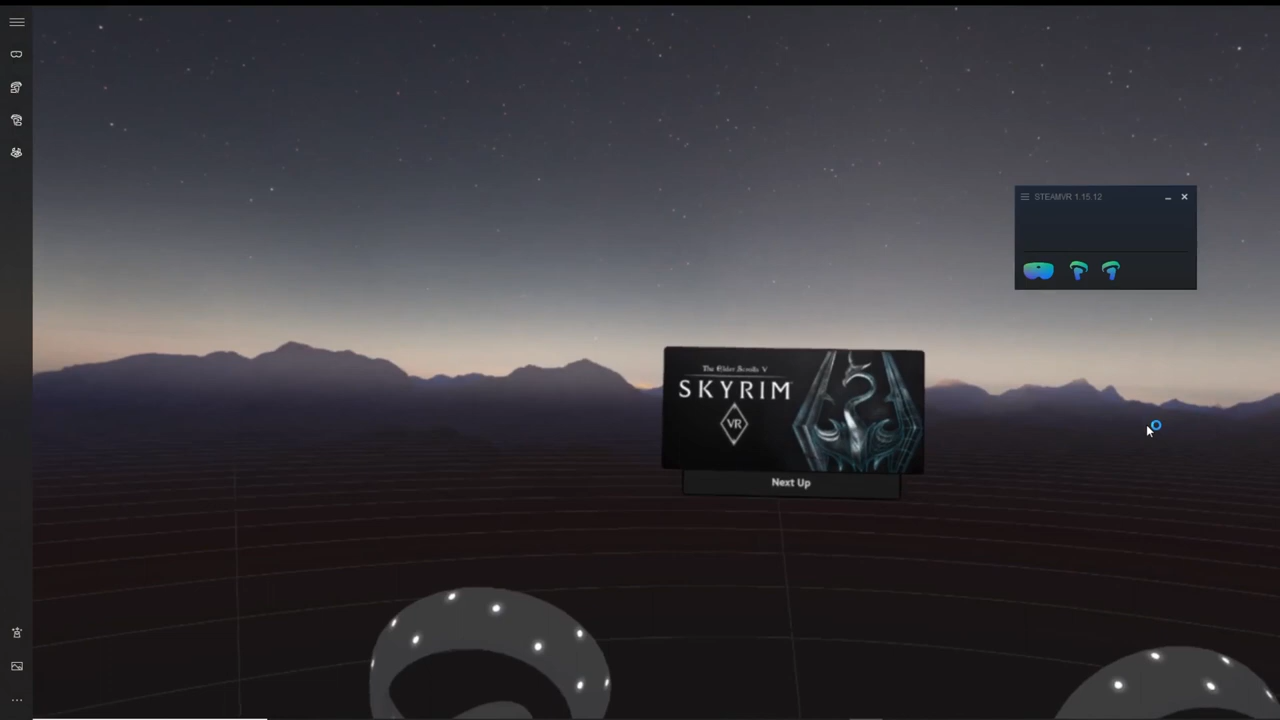 STEAMVR 1.15.12
The Elder Scrolls V
SKYRIM
VR
Next Up